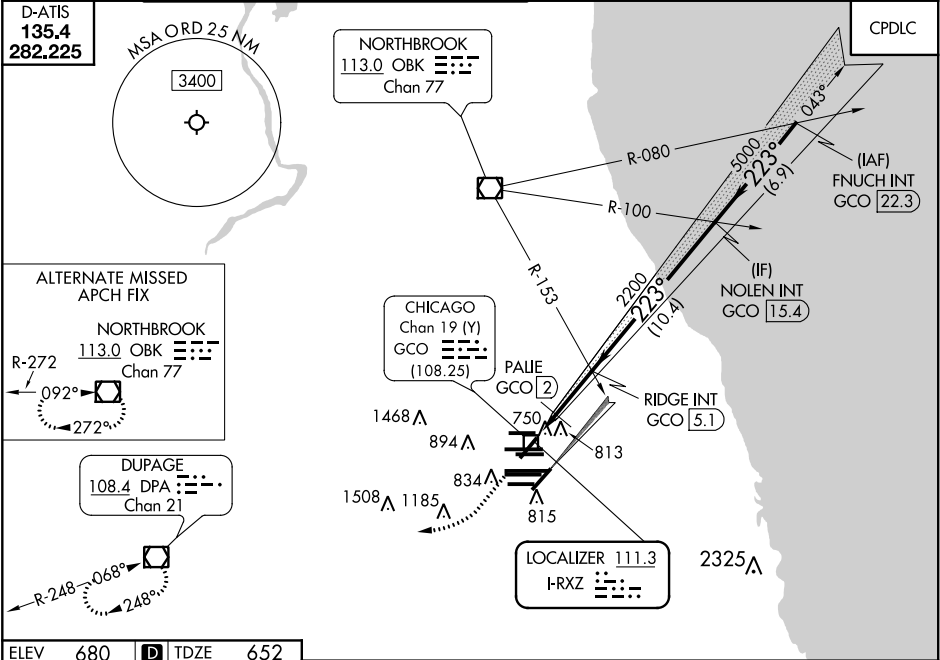 D-ATIS
135.4
282.225
MSA ORD 25 NM
3400
NORTHBROOK
113.0 OBK
Chan 77
CPDLC
043°
R-080
5000
223°
(6.9)
(IAF)
FNUCH INT
GCO 22.3
R-100
(IF)
NOLEN INT
GCO 15.4
R-153
2200
223°
(10.4)
ALTERNATE MISSED
APCH FIX
NORTHBROOK
113.0 OBK
Chan 77
R-272
092°
272°
CHICAGO
Chan 19 (Y)
GCO
(108.25)
PALIE
GCO 2
RIDGE INT
GCO 5.1
1468
750
894
813
834
1508
1185
815
DUPAGE
108.4 DPA
Chan 21
R-248
068°
248°
LOCALIZER 111.3
I-RXZ
2325
ELEV 680 D TDZE 652